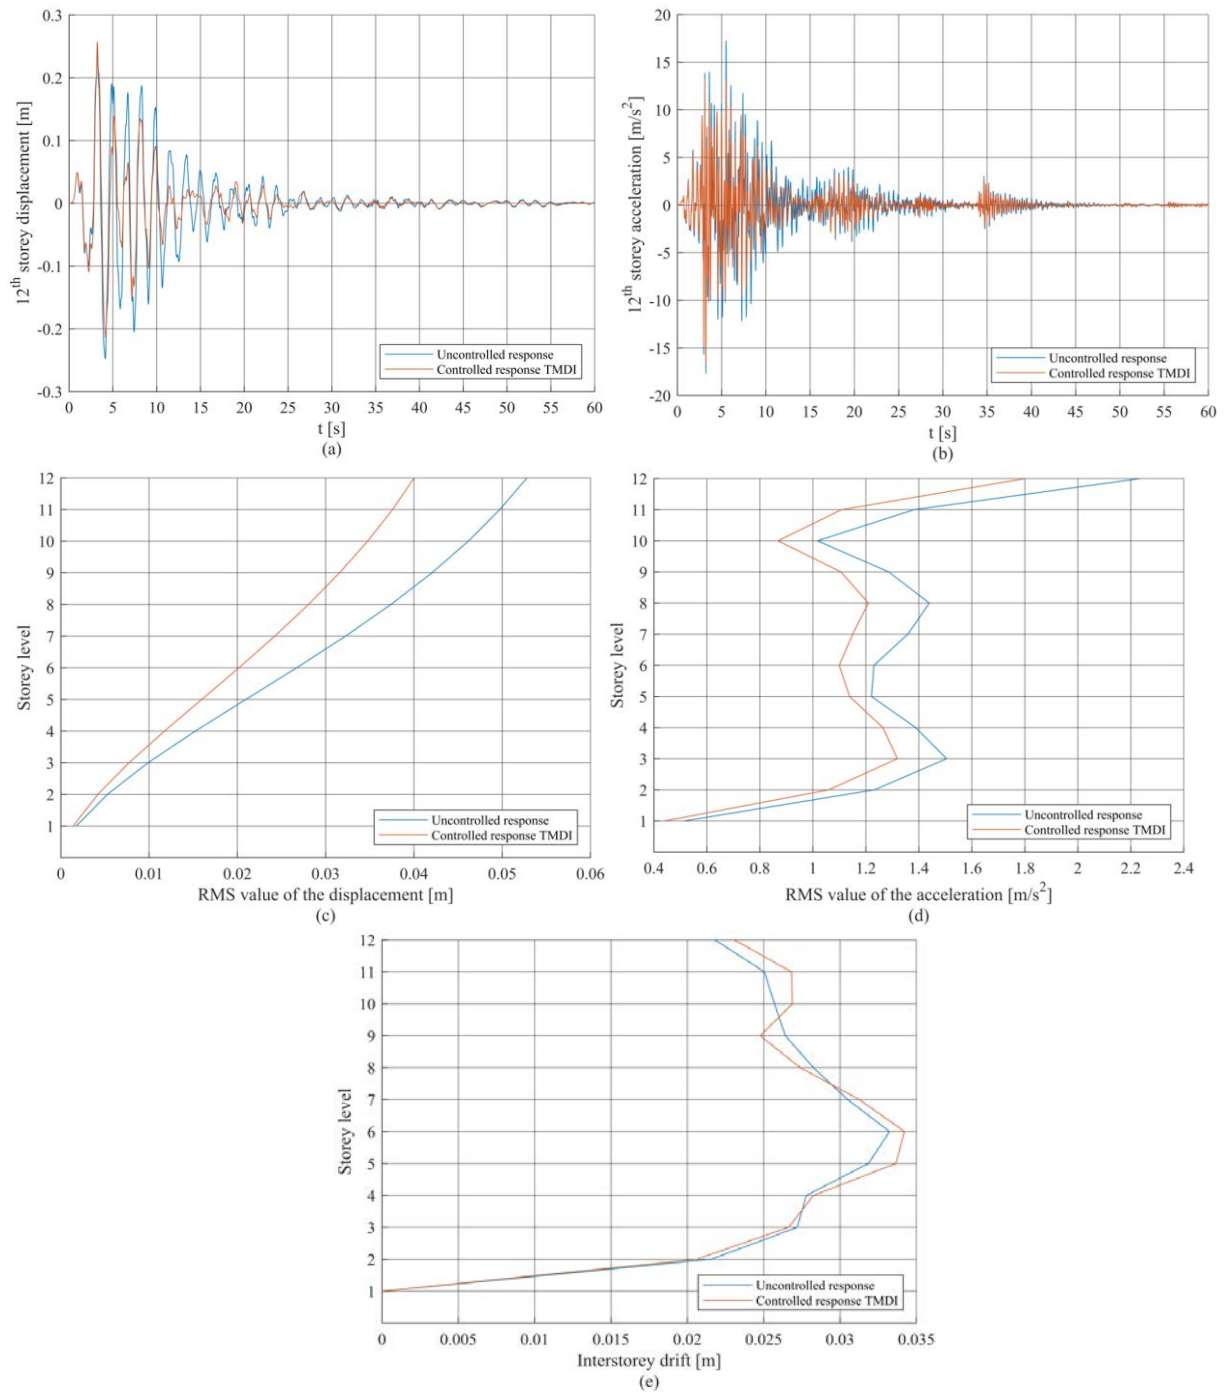 0.3
0.2
0.1
0
-0.1
-0.2
-0.3
12th storey displacement [m]
0 5 10 15 20 25 30 35 40 45 50 55 60
t [s]
Uncontrolled response
Controlled response TMDI
(a)
20
15
10
5
0
-5
-10
-15
-20
12th storey acceleration [m/s2]
0 5 10 15 20 25 30 35 40 45 50 55 60
t [s]
Uncontrolled response
Controlled response TMDI
(b)
12
11
10
9
8
7
6
5
4
3
2
1
Storey level
0 0.01 0.02 0.03 0.04 0.05 0.06
RMS value of the displacement [m]
Uncontrolled response
Controlled response TMDI
(c)
12
11
10
9
8
7
6
5
4
3
2
1
Storey level
0.4 0.6 0.8 1 1.2 1.4 1.6 1.8 2 2.2 2.4
RMS value of the acceleration [m/s2]
Uncontrolled response
Controlled response TMDI
(d)
12
11
10
9
8
7
6
5
4
3
2
1
Storey level
0 0.005 0.01 0.015 0.02 0.025 0.03 0.035
Interstorey drift [m]
Uncontrolled response
Controlled response TMDI
(e)